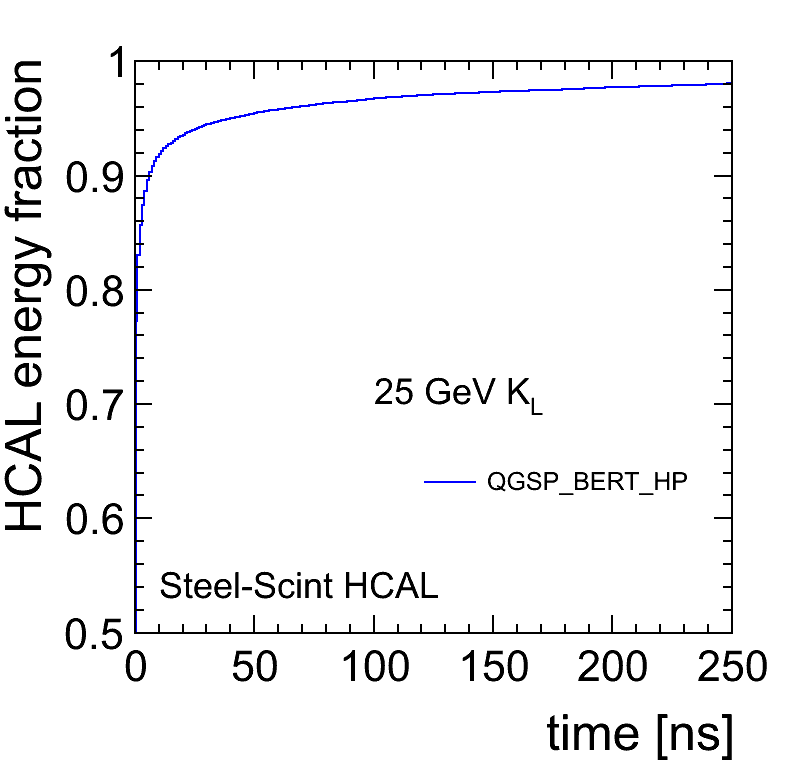 HCAL energy fraction
1
0.9
0.8
0.7
0.6
0.5
25 GeV K_L
QGSP_BERT_HP
Steel-Scint HCAL
0 50 100 150 200 250
time [ns]